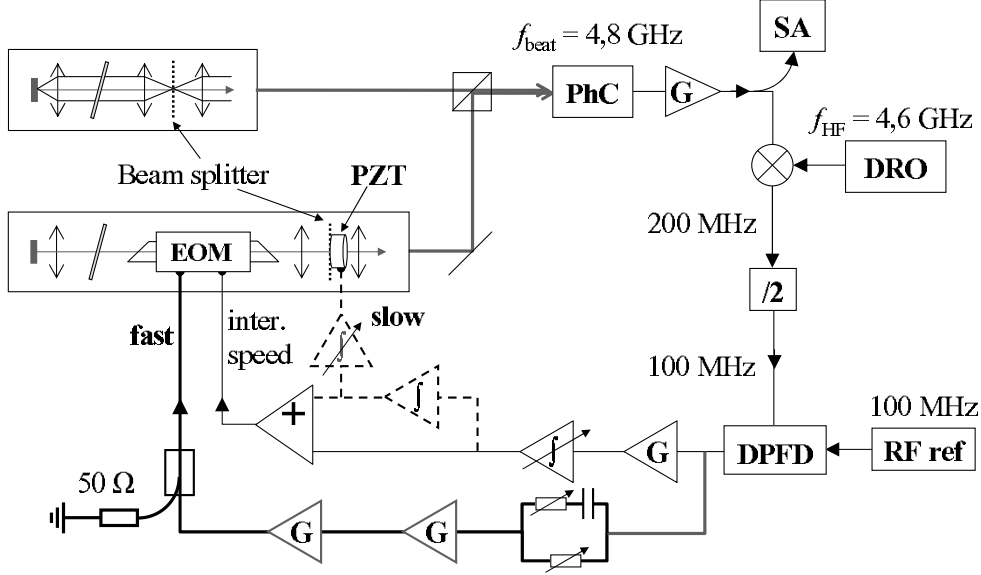 SA
f_beat = 4,8 GHz
PhC
G
f_HF = 4,6 GHz
DRO
Beam splitter
PZT
200 MHz
EOM
/2
fast
inter.
speed
slow
∫
100 MHz
∫
100 MHz
+
∫
G
DPFD
RF ref
50 Ω
G
G